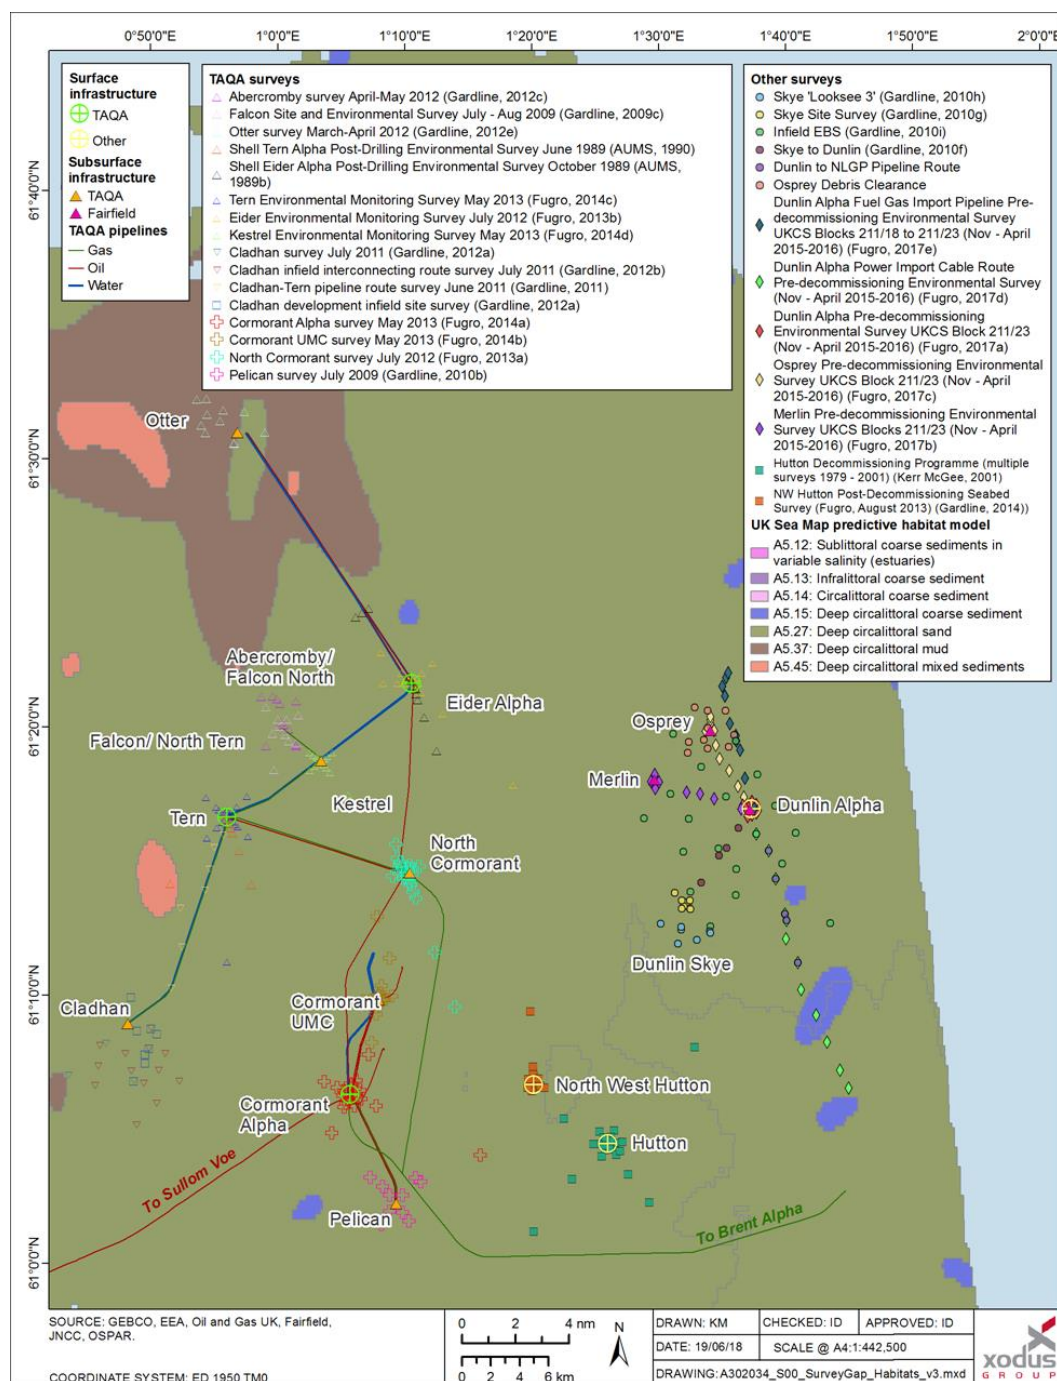 0°50'0"E 1°0'0"E 1°10'0"E 1°20'0"E 1°30'0"E 1°40'0"E 1°50'0"E 2°0'0"E
61°40'0"N
61°30'0"N
61°20'0"N
61°10'0"N
61°0'0"N
Surface
infrastructure
TAQA
Other
Subsurface
infrastructure
TAQA
Fairfield
TAQA pipelines
Gas
Oil
Water
TAQA surveys
Abercromby survey April-May 2012 (Gardline, 2012c)
Falcon Site and Environmental Survey July - Aug 2009 (Gardline, 2009c)
Otter survey March-April 2012 (Gardline, 2012e)
Shell Tern Alpha Post-Drilling Environmental Survey June 1989 (AUMS, 1990)
Shell Eider Alpha Post-Drilling Environmental Survey October 1989 (AUMS,
1989b)
Tern Environmental Monitoring Survey May 2013 (Fugro, 2014c)
Eider Environmental Monitoring Survey July 2012 (Fugro, 2013b)
Kestrel Environmental Monitoring Survey May 2013 (Fugro, 2014d)
Cladhan survey July 2011 (Gardline, 2012a)
Cladhan infield interconnecting route survey July 2011 (Gardline, 2012b)
Cladhan-Tern pipeline route survey June 2011 (Gardline, 2011)
Cladhan development infield site survey (Gardline, 2012a)
Cormorant Alpha survey May 2013 (Fugro, 2014a)
Cormorant UMC survey May 2013 (Fugro, 2014b)
North Cormorant survey July 2012 (Fugro, 2013a)
Pelican survey July 2009 (Gardline, 2010b)
Other surveys
Skye 'Looksee 3' (Gardline, 2010h)
Skye Site Survey (Gardline, 2010g)
Infield EBS (Gardline, 2010i)
Skye to Dunlin (Gardline, 2010f)
Dunlin to NLGP Pipeline Route
Osprey Debris Clearance
Dunlin Alpha Fuel Gas Import Pipeline Pre-
decommissioning Environmental Survey
UKCS Blocks 211/18 to 211/23 (Nov - April
2015-2016) (Fugro, 2017e)
Dunlin Alpha Power Import Cable Route
Pre-decommissioning Environmental Survey
(Nov - April 2015-2016) (Fugro, 2017d)
Dunlin Alpha Pre-decommissioning
Environmental Survey UKCS Block 211/23
(Nov - April 2015-2016) (Fugro, 2017a)
Osprey Pre-decommissioning Environmental
Survey UKCS Block 211/23 (Nov - April
2015-2016) (Fugro, 2017c)
Merlin Pre-decommissioning Environmental
Survey UKCS Blocks 211/23 (Nov - April
2015-2016) (Fugro, 2017b)
Hutton Decommissioning Programme (multiple
surveys 1979 - 2001) (Kerr McGee, 2001)
NW Hutton Post-Decommissioning Seabed
Survey (Fugro, August 2013) (Gardline, 2014))
UK Sea Map predictive habitat model
A5.12: Sublittoral coarse sediments in
variable salinity (estuaries)
A5.13: Infralittoral coarse sediment
A5.14: Circalittoral coarse sediment
A5.15: Deep circalittoral coarse sediment
A5.27: Deep circalittoral sand
A5.37: Deep circalittoral mud
A5.45: Deep circalittoral mixed sediments
Otter
Abercromby/
Falcon North
Eider Alpha
Falcon/ North Tern
Kestrel
Tern
North
Cormorant
Osprey
Merlin
Dunlin Alpha
Dunlin Skye
Cladhan
Cormorant
UMC
Cormorant
Alpha
North West Hutton
Hutton
Pelican
To Sullom Voe
To Brent Alpha
SOURCE: GEBCO, EEA, Oil and Gas UK, Fairfield,
JNCC, OSPAR.
COORDINATE SYSTEM: ED 1950 TM0
0 2 4 nm
0 2 4 6 km
N
DRAWN: KM CHECKED: ID APPROVED: ID
DATE: 19/06/18 SCALE @ A4:1:442,500
DRAWING: A302034_S00_SurveyGap_Habitats_v3.mxd
xodus
GROUP